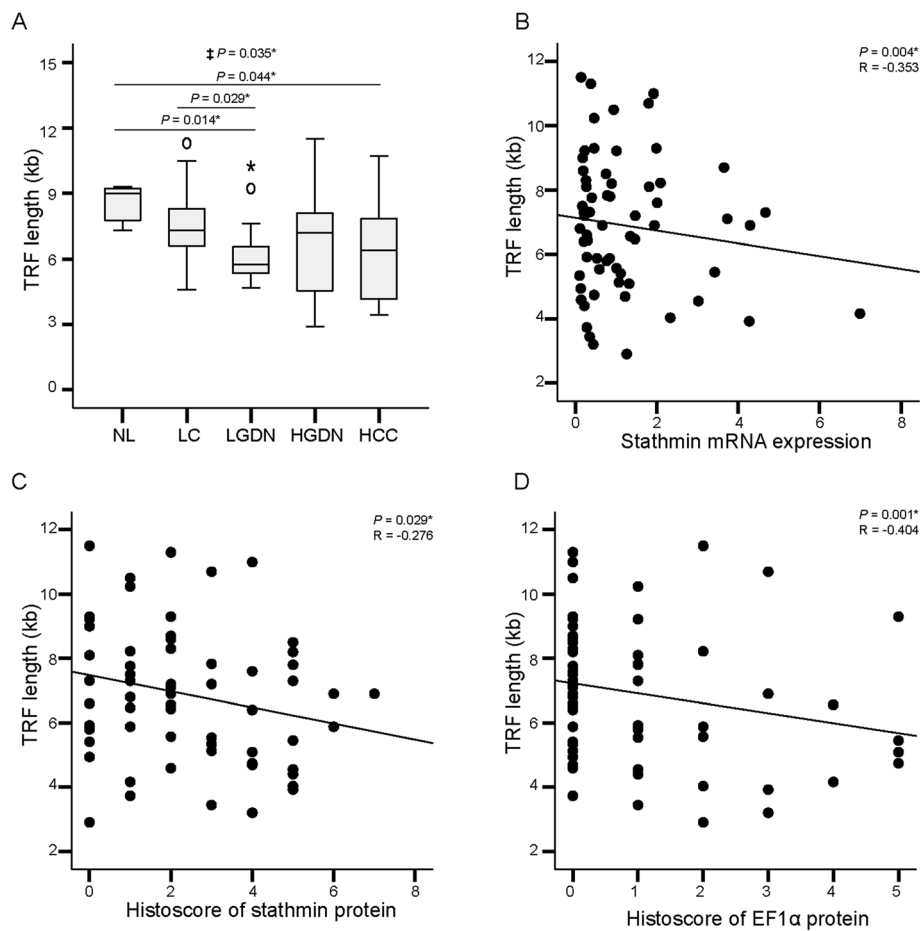 A
‡ P = 0.035*
P = 0.044*
P = 0.029*
P = 0.014*
15
12
9
6
3
0
TRF length (kb)
o
*
o
NL LC LGDN HGDN HCC
B
P = 0.004*
R = -0.353
12
10
8
6
4
2
TRF length (kb)
0 2 4 6 8
Stathmin mRNA expression
C
P = 0.029*
R = -0.276
12
10
8
6
4
2
TRF length (kb)
0 2 4 6 8
Histoscore of stathmin protein
D
P = 0.001*
R = -0.404
12
10
8
6
4
2
TRF length (kb)
0 1 2 3 4 5
Histoscore of EF1α protein